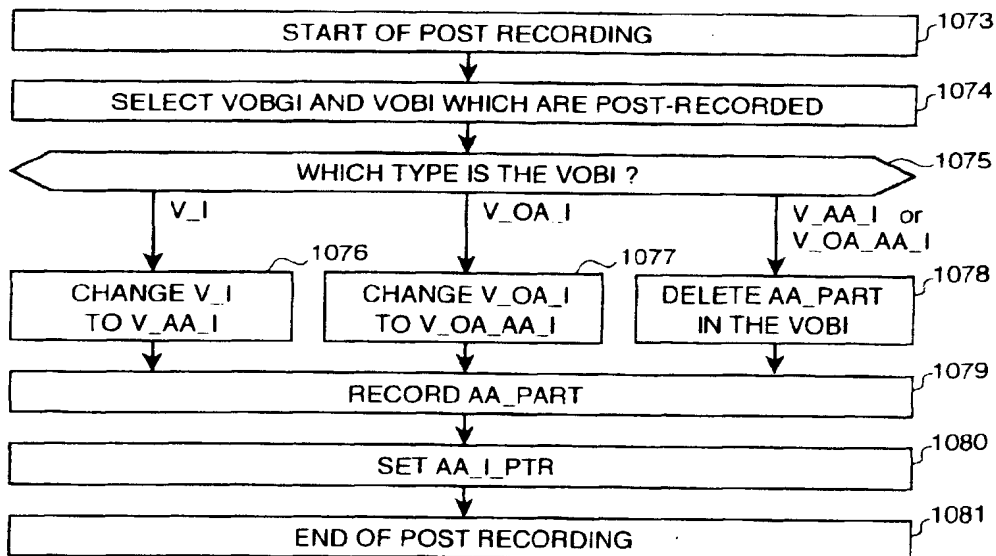 START OF POST RECORDING
1073
SELECT VOBGI AND VOBI WHICH ARE POST-RECORDED
1074
WHICH TYPE IS THE VOBI ?
1075
V_I
V_OA_I
V_AA_I or
V_OA_AA_I
1076
CHANGE V_I
TO V_AA_I
1077
CHANGE V_OA_I
TO V_OA_AA_I
1078
DELETE AA_PART
IN THE VOBI
RECORD AA_PART
1079
SET AA_I_PTR
1080
END OF POST RECORDING
1081